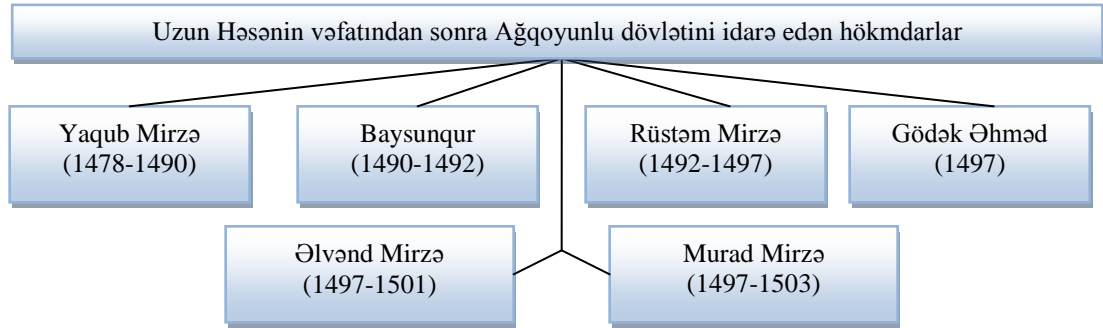 Uzun Həsənin vəfatından sonra Ağqoyunlu dövlətini idarə edən hökmdarlar
Yaqub Mirzə
(1478-1490)
Baysunqur
(1490-1492)
Rüstəm Mirzə
(1492-1497)
Gödək Əhməd
(1497)
Əlvənd Mirzə
(1497-1501)
Murad Mirzə
(1497-1503)